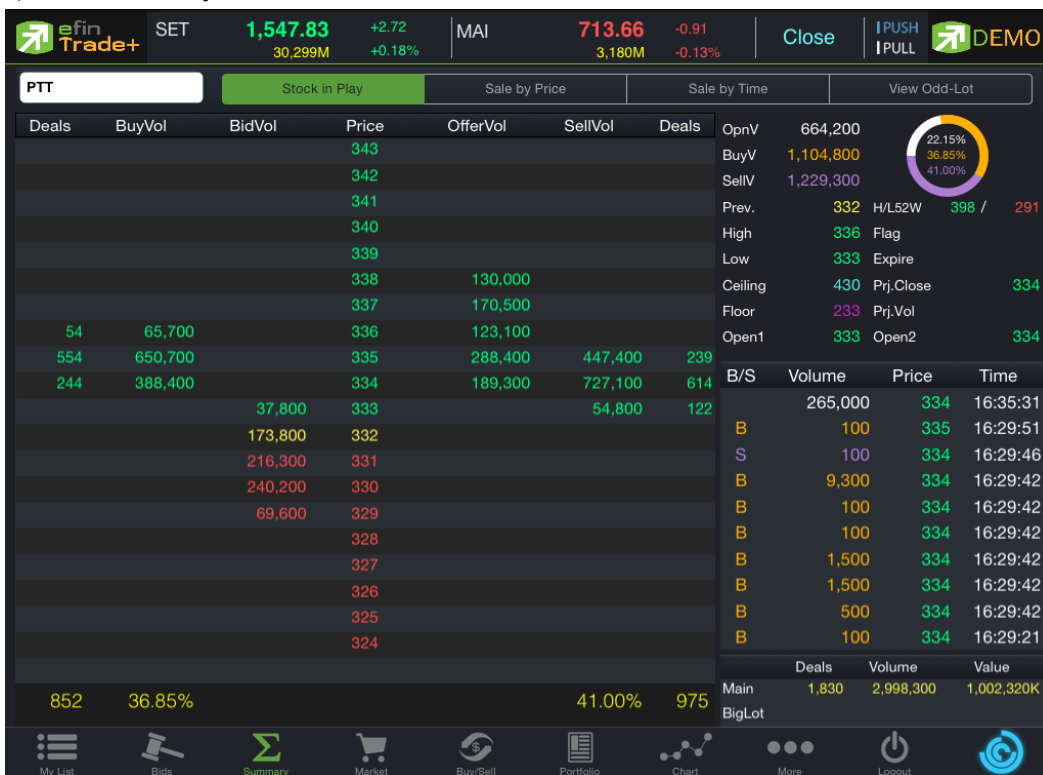 efin Trade+ SET 1,547.83 +2.72 MAI 713.66 -0.91 Close PUSH DEMO
30,299M +0.18% 3,180M -0.13% PULL
PTT Stock in Play Sale by Price Sale by Time View Odd-Lot
Deals BuyVol BidVol Price OfferVol SellVol Deals
343
342
341
340
339
338 130,000
337 170,500
54 65,700 336 123,100
554 650,700 335 288,400 447,400 239
244 388,400 334 189,300 727,100 614
37,800 333 54,800 122
173,800 332
216,300 331
240,200 330
69,600 329
328
327
326
325
324
852 36.85% 41.00% 975
OpnV 664,200 22.15%
BuyV 1,104,800 36.85%
SellV 1,229,300 41.00%
Prev. 332 H/L52W 398 / 291
High 336 Flag
Low 333 Expire
Ceiling 430 Prj.Close 334
Floor 233 Prj.Vol
Open1 333 Open2 334
B/S Volume Price Time
265,000 334 16:35:31
B 100 335 16:29:51
S 100 334 16:29:46
B 9,300 334 16:29:42
B 100 334 16:29:42
B 100 334 16:29:42
B 1,500 334 16:29:42
B 1,500 334 16:29:42
B 500 334 16:29:42
B 100 334 16:29:21
Deals Volume Value
Main 1,830 2,998,300 1,002,320K
BigLot
My List Bids Summary Market Buy/Sell Portfolio Chart More Logout